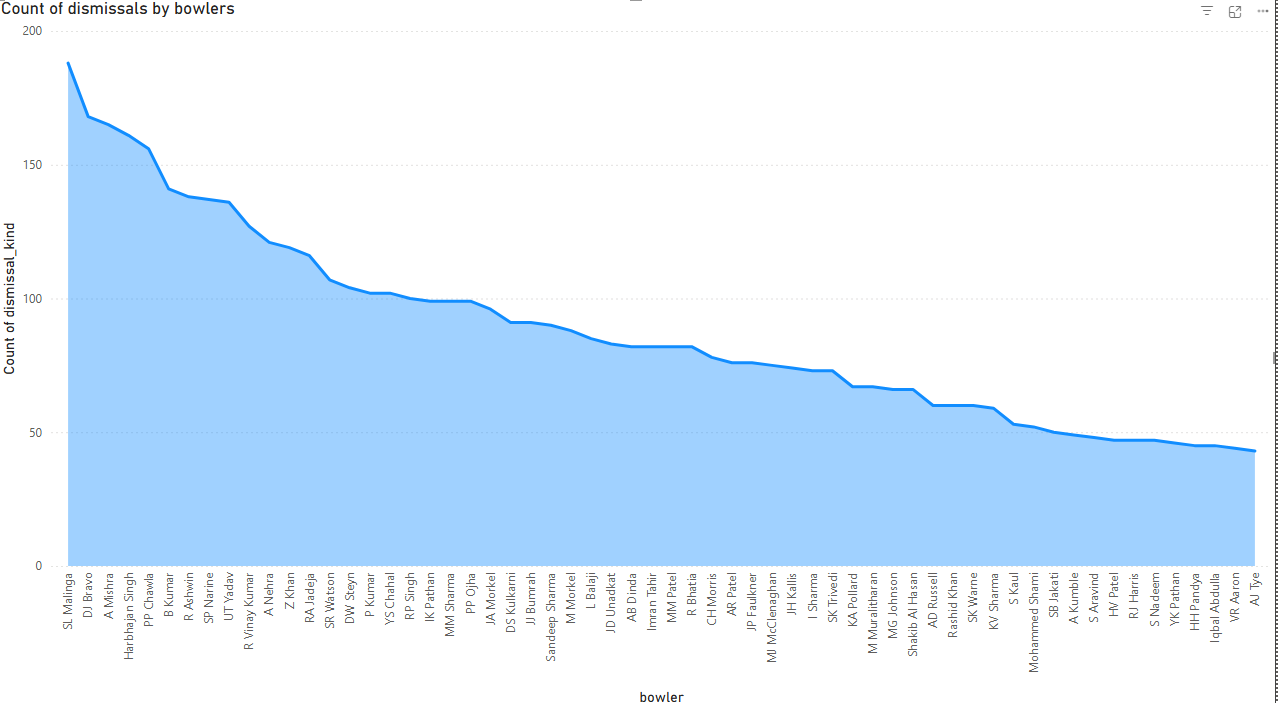 Count of dismissals by bowlers
Count of dismissal_kind
200
150
100
50
0
SL Malinga
DJ Bravo
A Mishra
Harbhajan Singh
PP Chawla
B Kumar
R Ashwin
SP Narine
UT Yadav
R Vinay Kumar
A Nehra
Z Khan
RA Jadeja
SR Watson
DW Steyn
P Kumar
YS Chahal
RP Singh
IK Pathan
MM Sharma
PP Ojha
JA Morkel
DS Kulkarni
JJ Bumrah
Sandeep Sharma
M Morkel
L Balaji
JD Unadkat
AB Dinda
Imran Tahir
MM Patel
R Bhatia
CH Morris
AR Patel
JP Faulkner
MJ McClenaghan
JH Kallis
I Sharma
SK Trivedi
KA Pollard
M Muralitharan
MG Johnson
Shakib Al Hasan
AD Russell
Rashid Khan
SK Warne
KV Sharma
S Kaul
Mohammed Shami
SB Jakati
A Kumble
S Aravind
HV Patel
RJ Harris
S Nadeem
YK Pathan
HH Pandya
Iqbal Abdulla
VR Aaron
AJ Tye
bowler